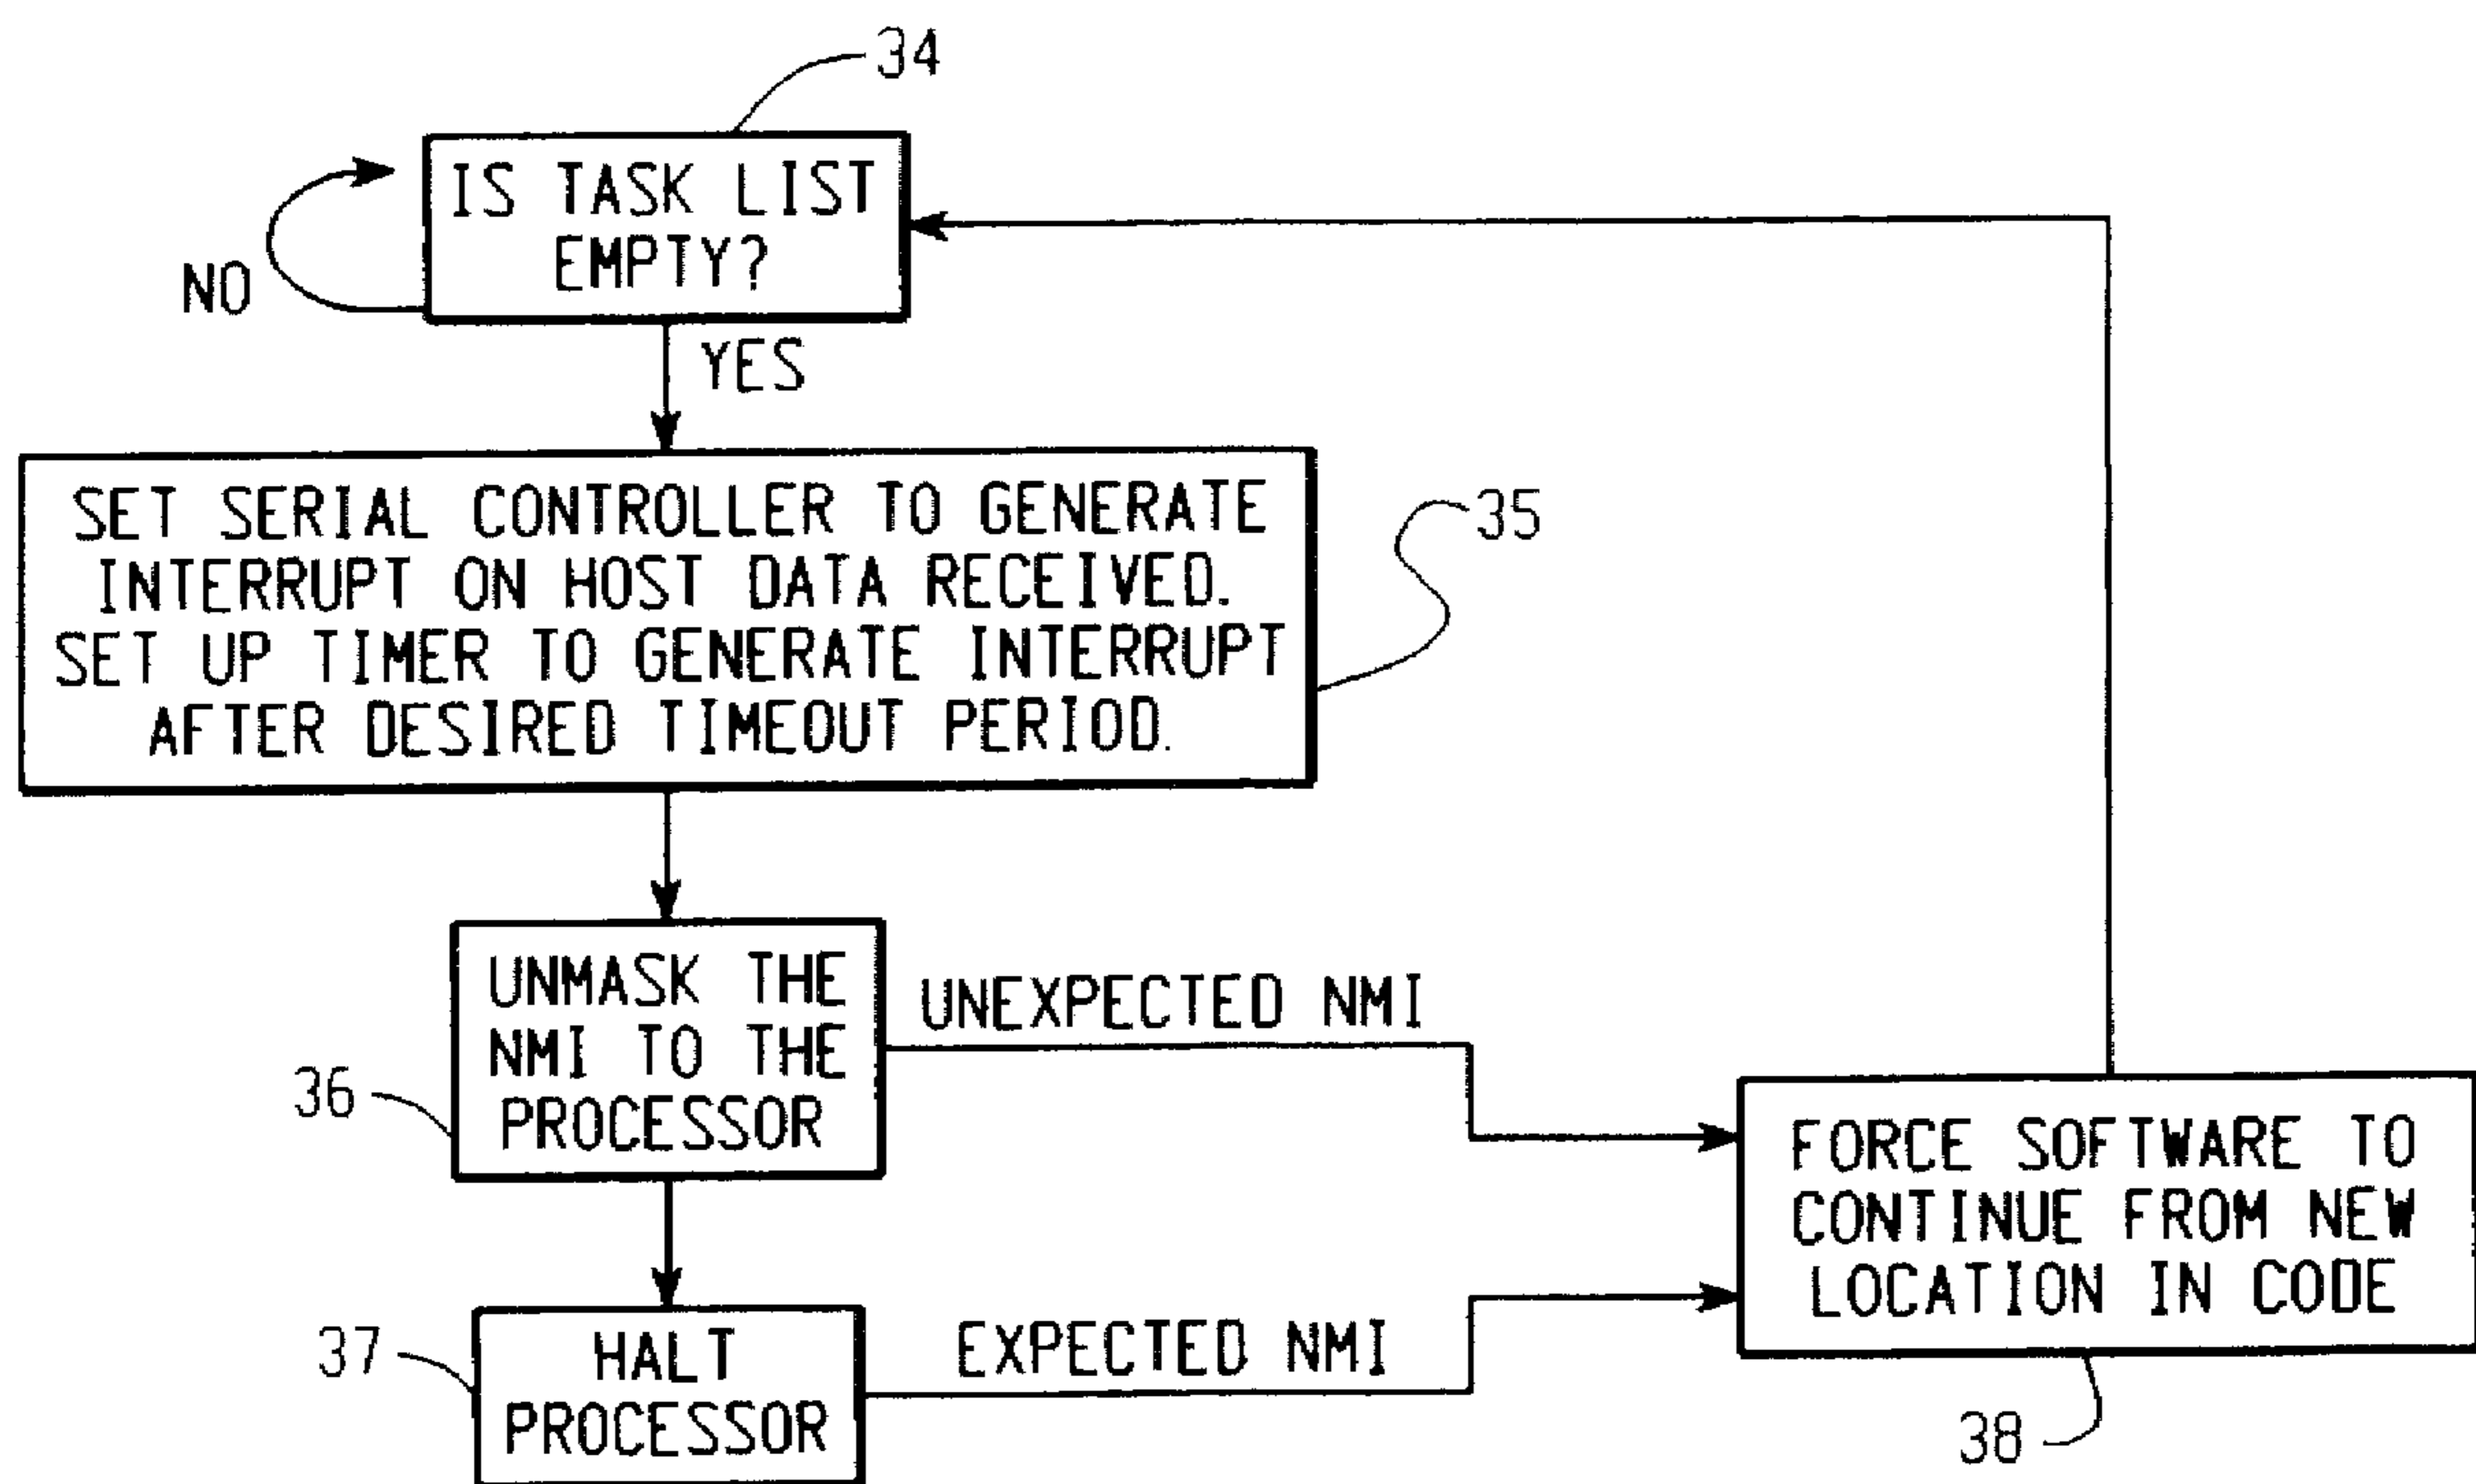 34
IS TASK LIST
EMPTY?
NO
YES
SET SERIAL CONTROLLER TO GENERATE
INTERRUPT ON HOST DATA RECEIVED.
SET UP TIMER TO GENERATE INTERRUPT
AFTER DESIRED TIMEOUT PERIOD.
35
UNMASK THE
NMI TO THE
PROCESSOR
36
UNEXPECTED NMI
HALT
PROCESSOR
37
EXPECTED NMI
FORCE SOFTWARE TO
CONTINUE FROM NEW
LOCATION IN CODE
38